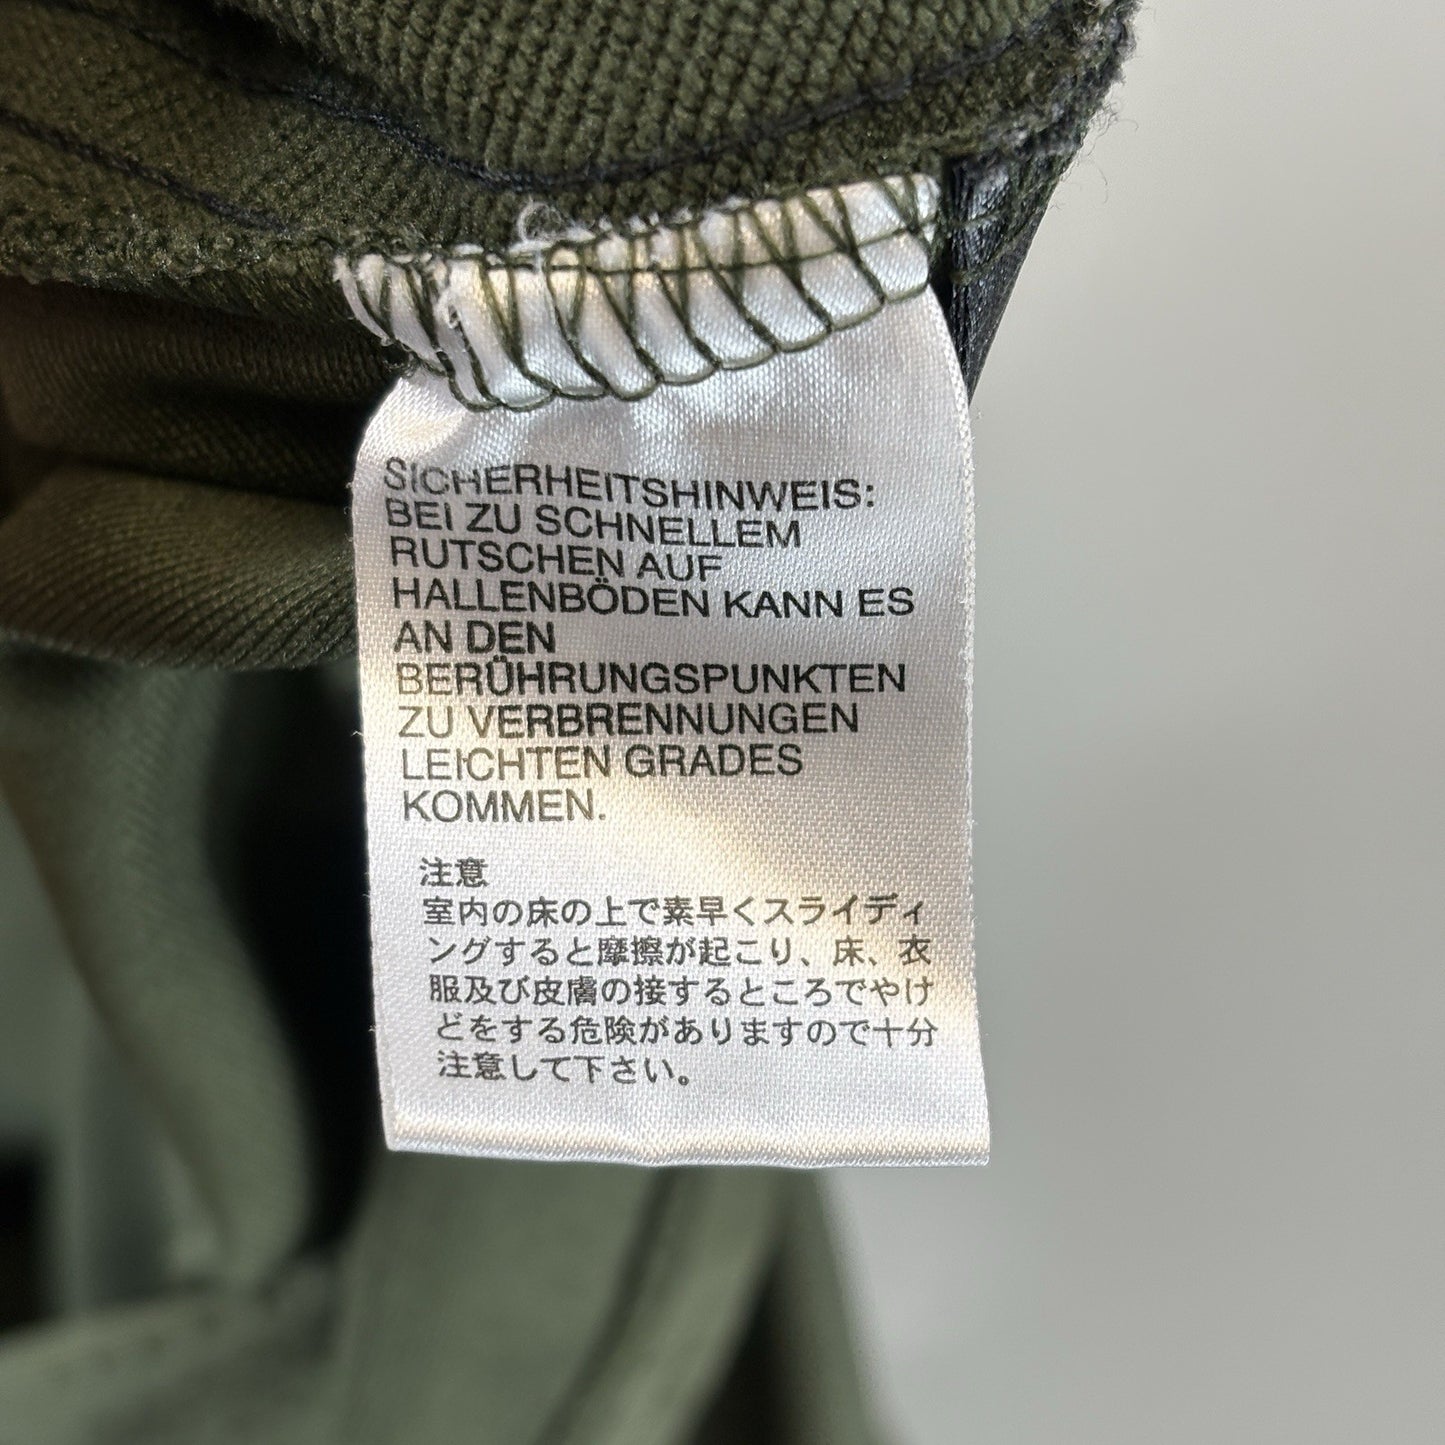 SICHERHEITSHINWEIS:
BEI ZU SCHNELLEM
RUTSCHEN AUF
HALLENBÖDEN KANN ES
AN DEN
BERÜHRUNGSPUNKTEN
ZU VERBRENNUNGEN
LEICHTEN GRADES
KOMMEN.
注意
室内の床の上で素早くスライディ
ングすると摩擦が起こり、床、衣
服及び皮膚の接するところでやけ
どをする危険がありますので十分
注意して下さい。